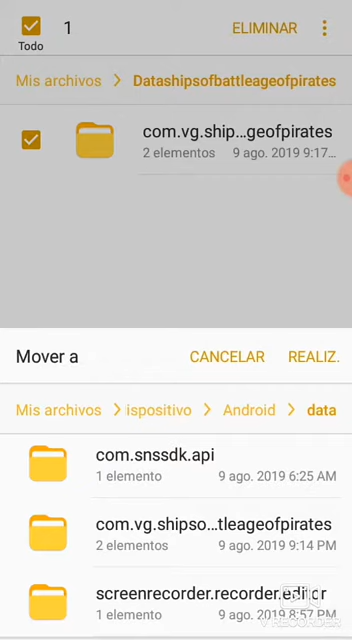 1
ELIMINAR
Todo
Mis archivos > Datashipsofbattleageofpirates
com.vg.ship...geofpirates
2 elementos 9 ago. 2019 9:17...
Mover a CANCELAR REALIZ.
Mis archivos > ispositivo > Android > data
com.snssdk.api
1 elemento 9 ago. 2019 6:25 AM
com.vg.shipso...tleageofpirates
2 elementos 9 ago. 2019 9:14 PM
screenrecorder.recorder.editor
1 elemento 9 ago. 2019 8:57 PM
V RECORDER